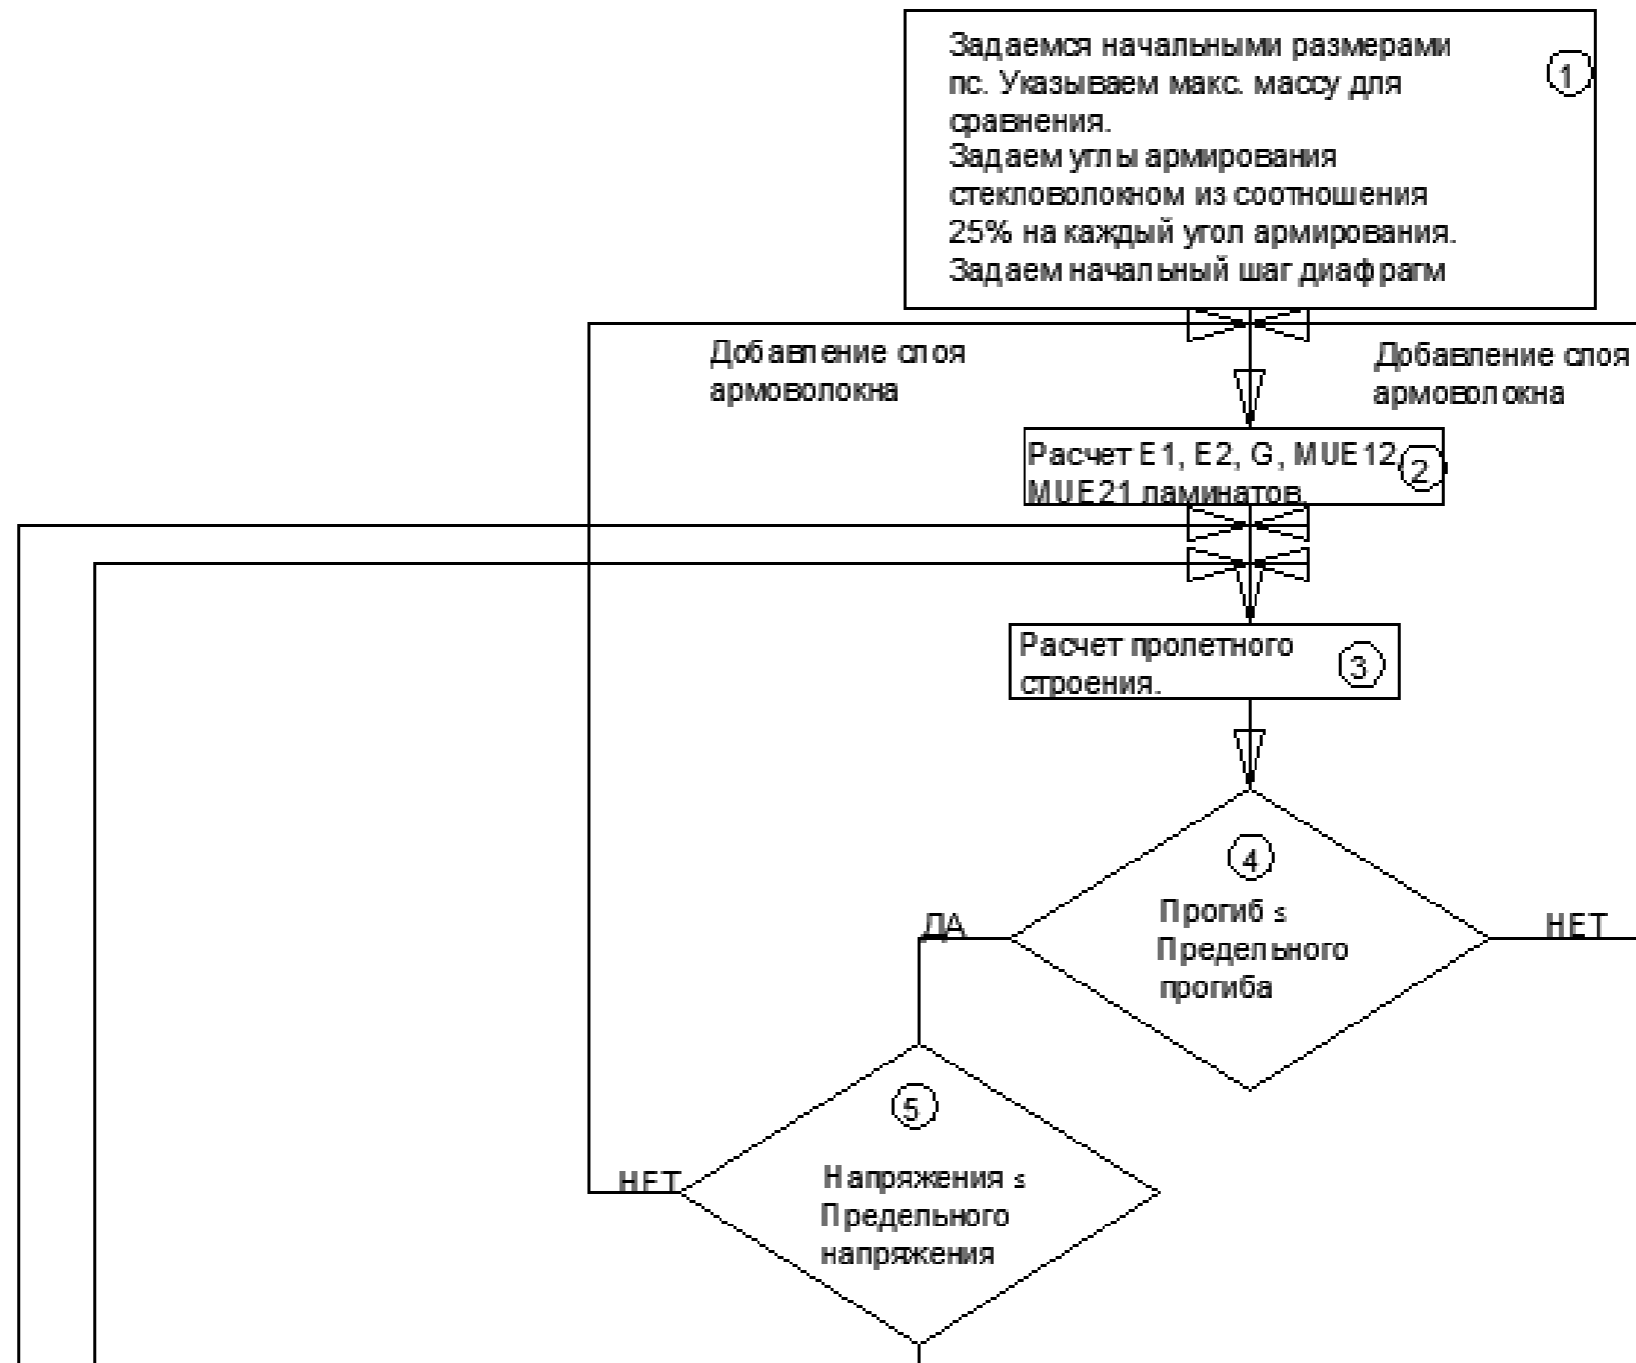 Задаемся начальными размерами
пс. Указываем макс. массу для
сравнения.
Задаем углы армирования
стекловолокном из соотношения
25% на каждый угол армирования.
Задаем начальный шаг диафрагм
1
Добавление слоя
армоволокна
Добавление слоя
армоволокна
Расчет E1, E2, G, MUE12,
MUE21 ламинатов.
2
Расчет пролетного
строения.
3
4
Прогиб ≤
Предельного
прогиба
ДА
НЕТ
5
Напряжения ≤
Предельного
напряжения
НЕТ